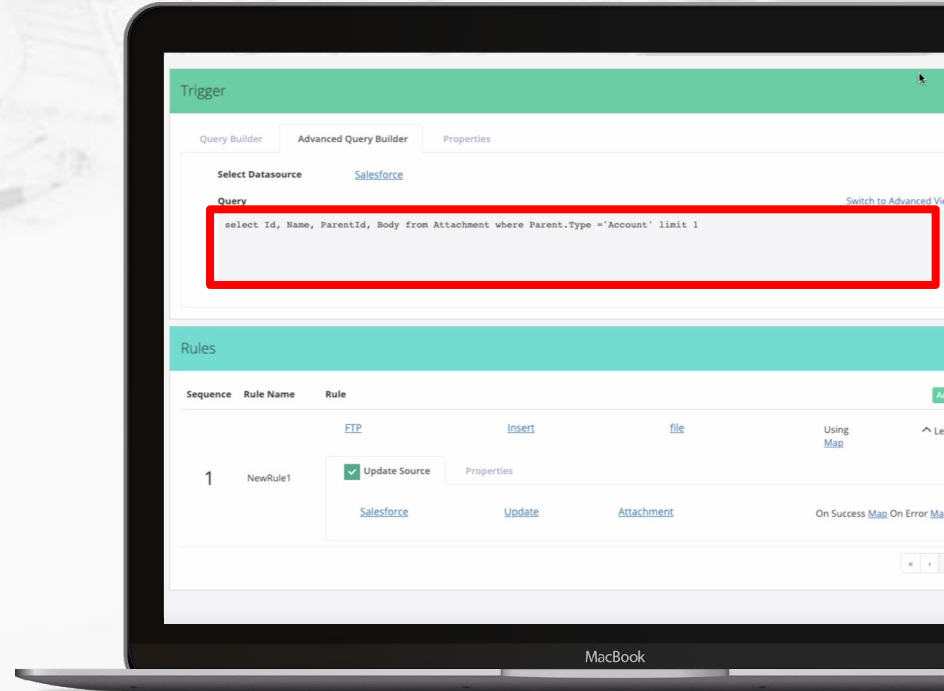 Trigger
Query Builder Advanced Query Builder Properties
Select Datasource Salesforce
Query Switch to Advanced
select Id, Name, ParentId, Body from Attachment where Parent.Type ='Account' limit 1
Rules
Sequence Rule Name Rule
FTP Insert file Using
Map
Update Source Properties
1 NewRule1
Salesforce Update Attachment On Success Map On Error
MacBook